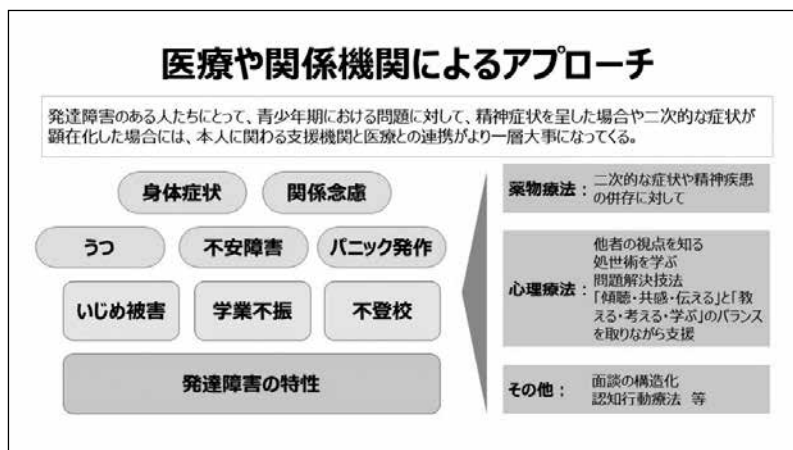 医療や関係機関によるアプローチ
発達障害のある人たちにとって、青少年期における問題に対して、精神症状を呈した場合や二次的な症状が
顕在化した場合には、本人に関わる支援機関と医療との連携がより一層大事になってくる。
身体症状
関係念慮
うつ
不安障害
パニック発作
いじめ被害
学業不振
不登校
発達障害の特性
薬物療法：
二次的な症状や精神疾患
の併存に対して
心理療法：
他者の視点を知る
処世術を学ぶ
問題解決技法
「傾聴・共感・伝える」と「教
える・考える・学ぶ」のバランス
を取りながら支援
その他：
面談の構造化
認知行動療法 等